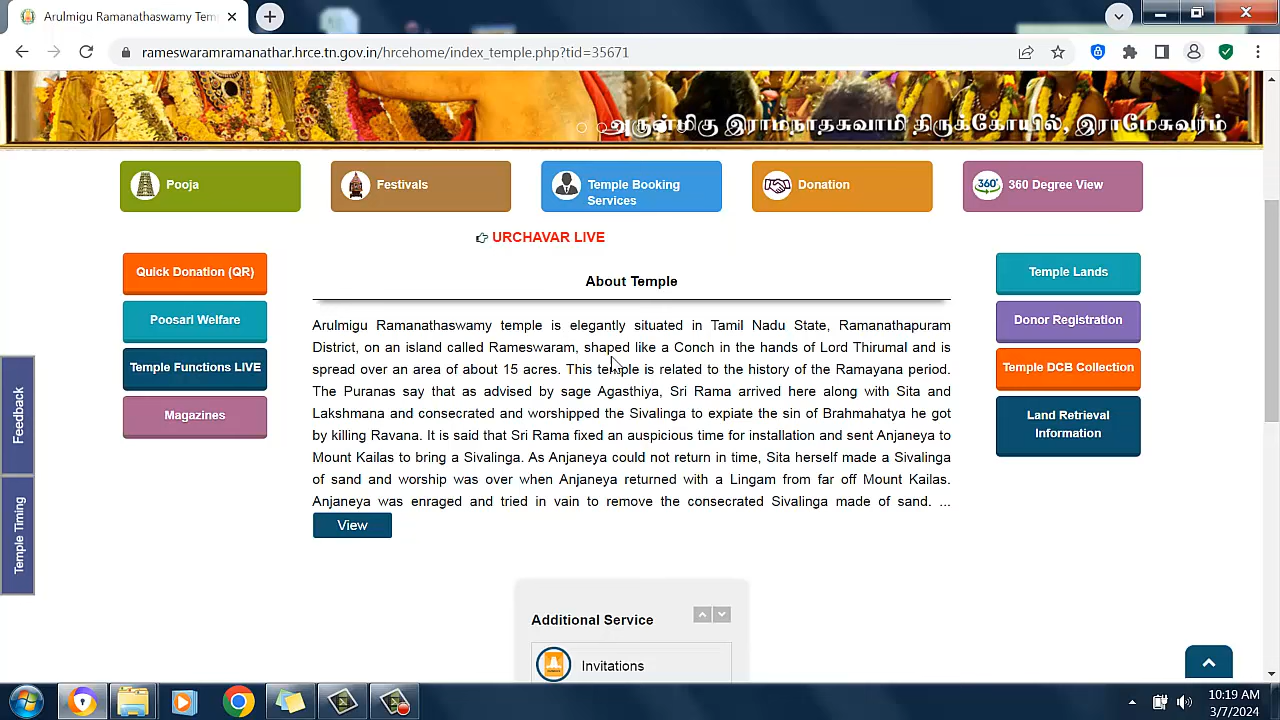 Arulmigu Ramanathaswamy Tem
rameswaramramanathar.hrce.tn.gov.in/hrcehome/index_temple.php?tid=35671
அருள்மிகு இராமநாதசுவாமி திருக்கோயில், இராமேசுவரம்
Pooja
Festivals
Temple Booking
Services
Donation
360°
360 Degree View
URCHAVAR LIVE
Quick Donation (QR)
Poosari Welfare
Temple Functions LIVE
Magazines
About Temple
Arulmigu Ramanathaswamy temple is elegantly situated in Tamil Nadu State, Ramanathapuram
District, on an island called Rameswaram, shaped like a Conch in the hands of Lord Thirumal and is
spread over an area of about 15 acres. This temple is related to the history of the Ramayana period.
The Puranas say that as advised by sage Agasthiya, Sri Rama arrived here along with Sita and
Lakshmana and consecrated and worshipped the Sivalinga to expiate the sin of Brahmahatya he got
by killing Ravana. It is said that Sri Rama fixed an auspicious time for installation and sent Anjaneya to
Mount Kailas to bring a Sivalinga. As Anjaneya could not return in time, Sita herself made a Sivalinga
of sand and worship was over when Anjaneya returned with a Lingam from far off Mount Kailas.
Anjaneya was enraged and tried in vain to remove the consecrated Sivalinga made of sand. ...
View
Temple Lands
Donor Registration
Temple DCB Collection
Land Retrieval
Information
Feedback
Temple Timing
Additional Service
Invitations
10:19 AM
3/7/2024